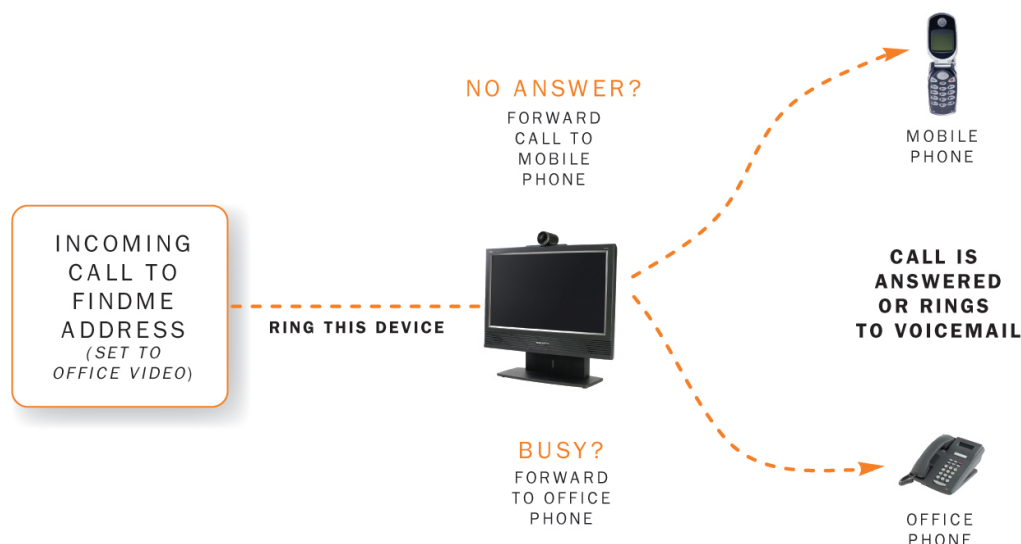 NO ANSWER?
FORWARD
CALL TO
MOBILE
PHONE
MOBILE
PHONE
INCOMING
CALL TO
FINDME
ADDRESS
(SET TO
OFFICE VIDEO)
RING THIS DEVICE
CALL IS
ANSWERED
OR RINGS
TO VOICEMAIL
BUSY?
FORWARD
TO OFFICE
PHONE
OFFICE
PHONE